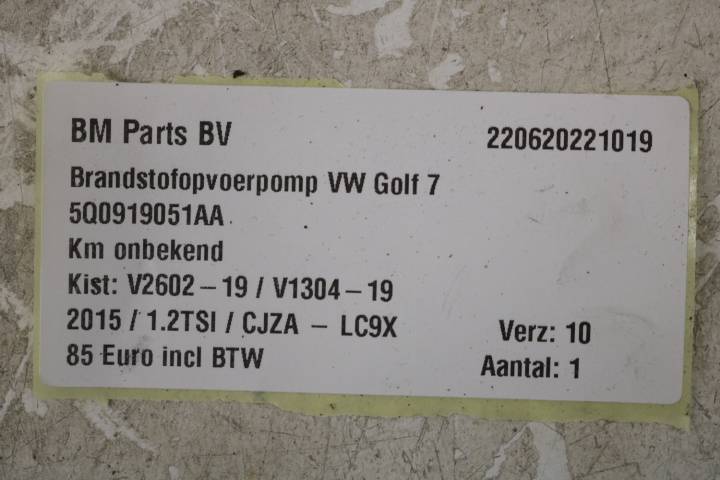 BM Parts BV 220620221019
Brandstofopvoerpomp VW Golf 7
5Q0919051AA
Km onbekend
Kist: V2602-19 / V1304-19
2015 / 1.2TSI / CJZA - LC9X Verz: 10
85 Euro incl BTW Aantal: 1